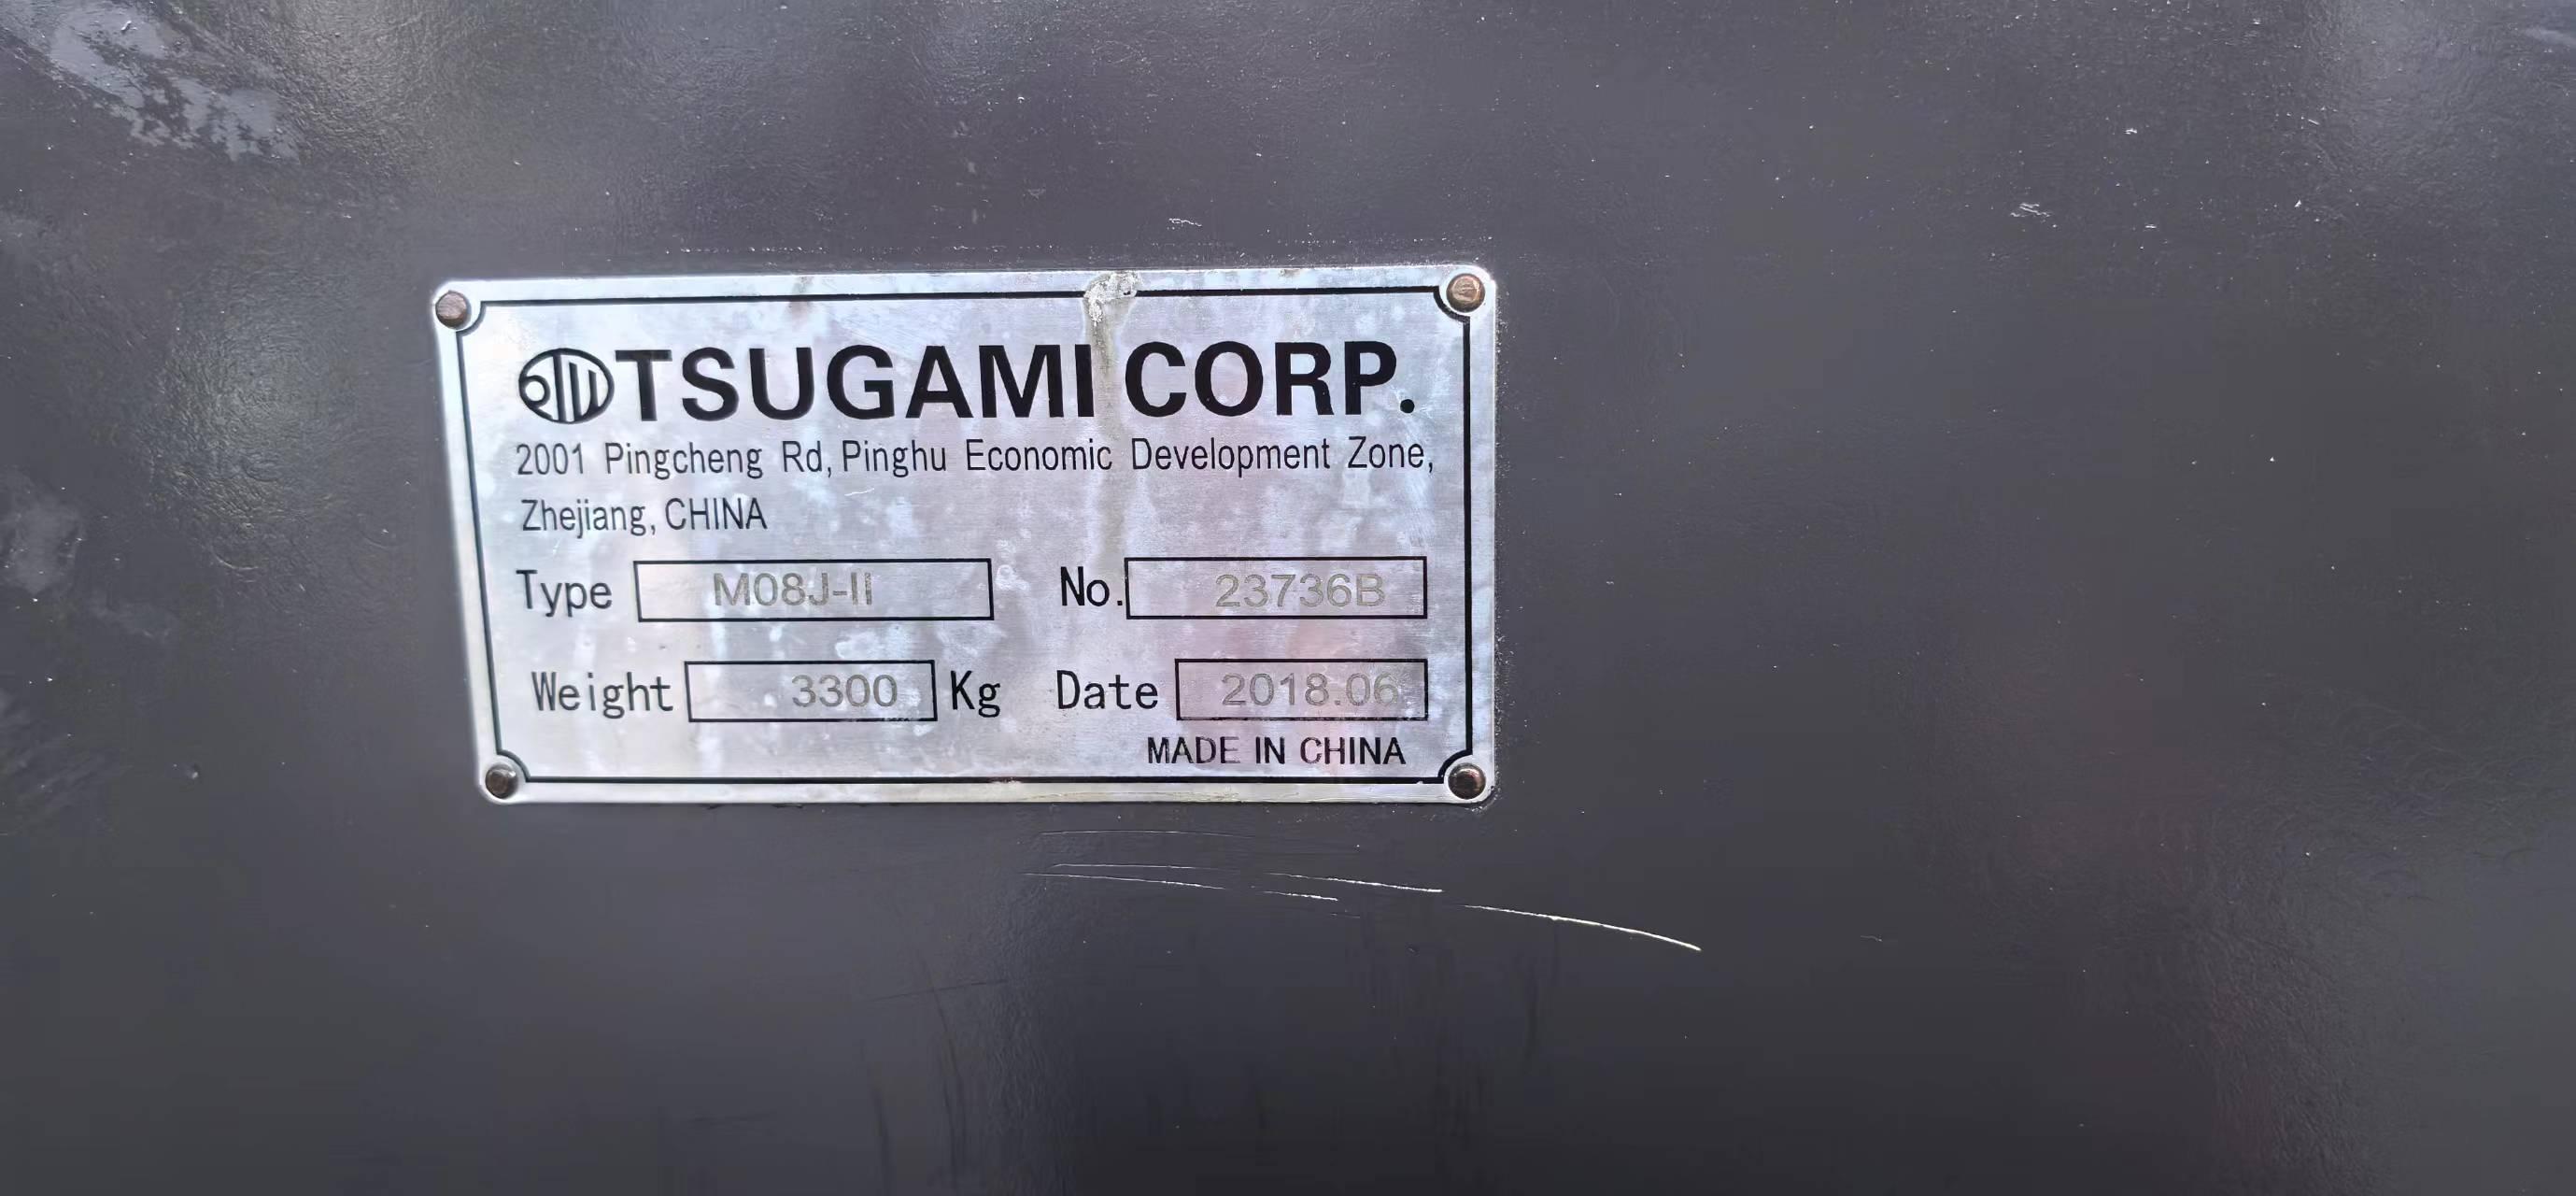 TSUGAMI CORP.
2001 Pingcheng Rd, Pinghu Economic Development Zone,
Zhejiang, CHINA
Type M08J-II No. 23736B
Weight 3300 Kg Date 2018.06
MADE IN CHINA